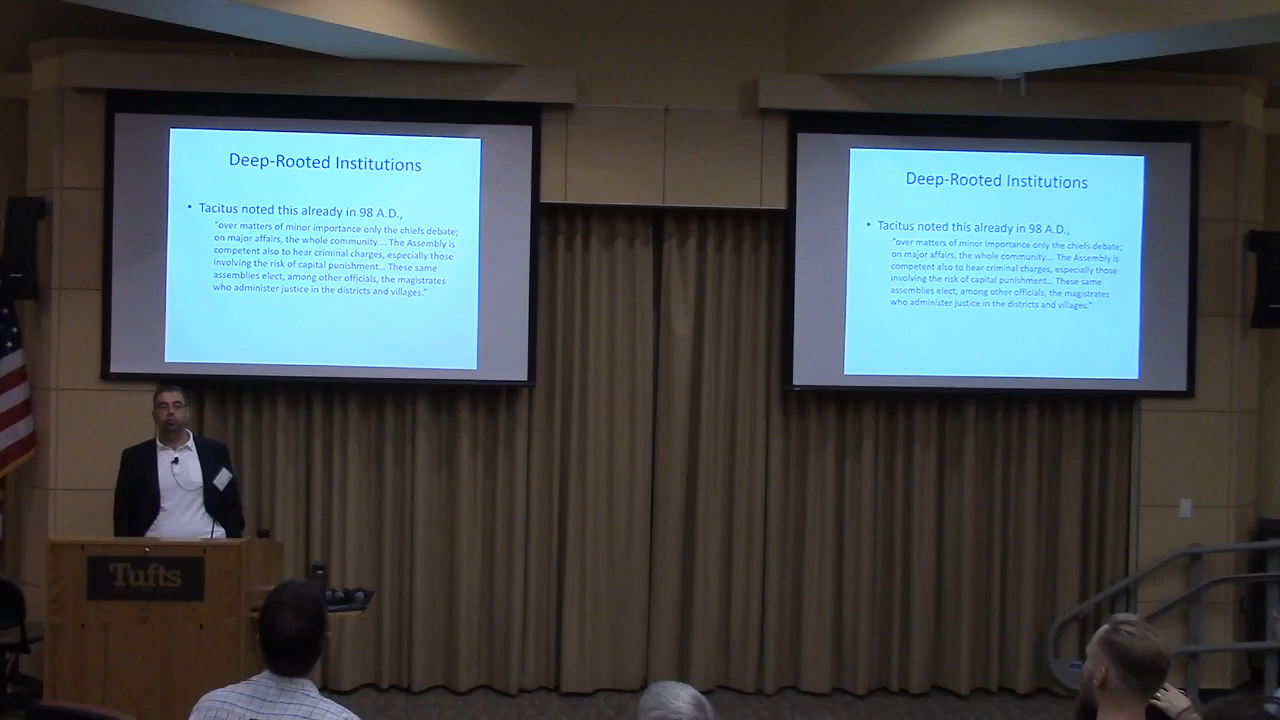 Deep-Rooted Institutions
• Tacitus noted this already in 98 A.D.,
"over matters of minor importance only the chiefs debate;
on major affairs, the whole community.... The Assembly is
competent also to hear criminal charges, especially those
involving the risk of capital punishment... These same
assemblies elect, among other officials, the magistrates
who administer justice in the districts and villages."
Deep-Rooted Institutions
• Tacitus noted this already in 98 A.D.,
"over matters of minor importance only the chiefs debate;
on major affairs, the whole community.... The Assembly is
competent also to hear criminal charges, especially those
involving the risk of capital punishment... These same
assemblies elect, among other officials, the magistrates
who administer justice in the districts and villages."
Tufts